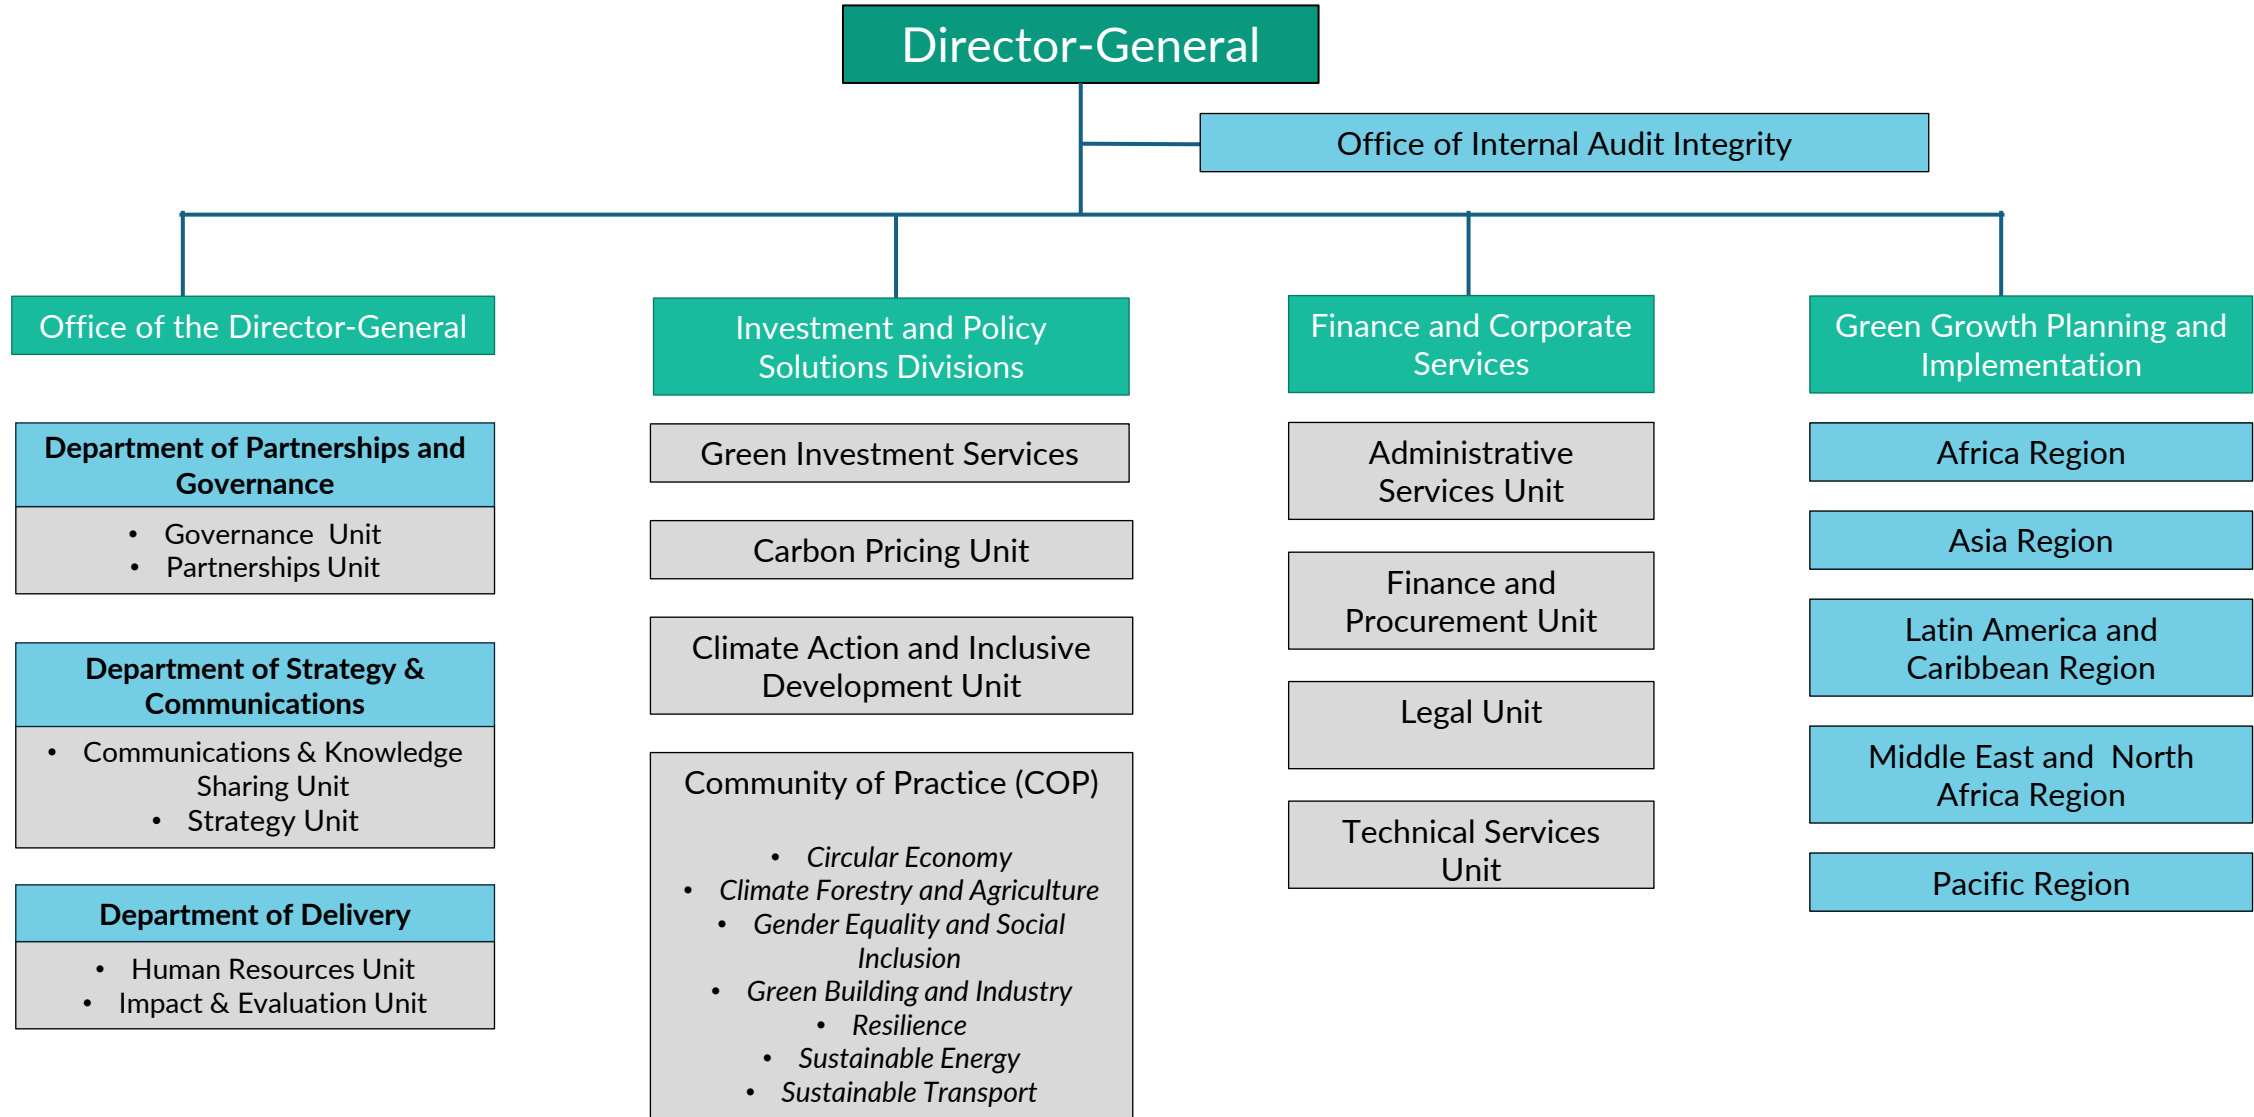 Director-General
Office of Internal Audit Integrity
Office of the Director-General
Department of Partnerships and
Governance
• Governance  Unit
• Partnerships Unit
Department of Strategy &
Communications
• Communications & Knowledge
Sharing Unit
• Strategy Unit
Department of Delivery
• Human Resources Unit
• Impact & Evaluation Unit
Investment and Policy
Solutions Divisions
Green Investment Services
Carbon Pricing Unit
Climate Action and Inclusive
Development Unit
Community of Practice (COP)
• Circular Economy
• Climate Forestry and Agriculture
• Gender Equality and Social
Inclusion
• Green Building and Industry
• Resilience
• Sustainable Energy
• Sustainable Transport
Finance and Corporate
Services
Administrative
Services Unit
Finance and
Procurement Unit
Legal Unit
Technical Services
Unit
Green Growth Planning and
Implementation
Africa Region
Asia Region
Latin America and
Caribbean Region
Middle East and  North
Africa Region
Pacific Region